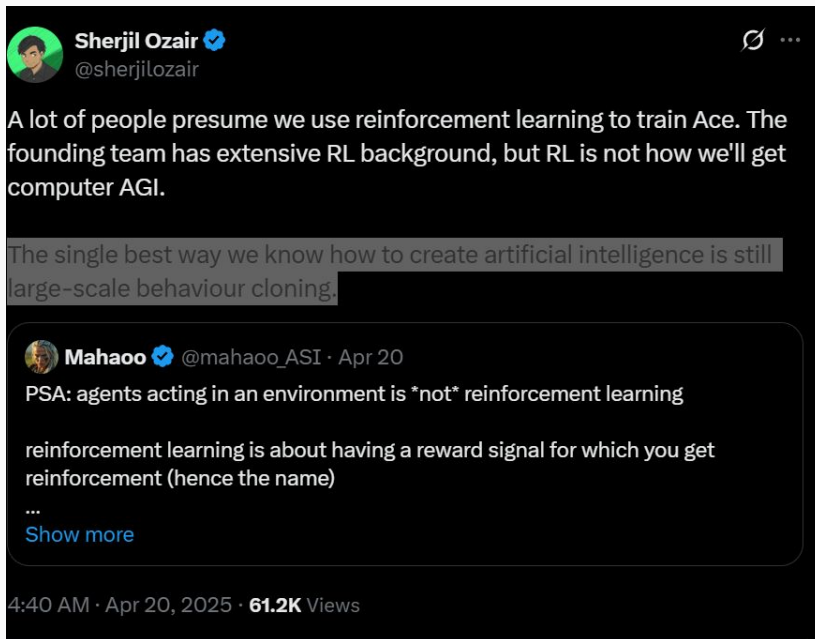 Sherjil Ozair
@sherjilozair
A lot of people presume we use reinforcement learning to train Ace. The
founding team has extensive RL background, but RL is not how we'll get
computer AGI.
The single best way we know how to create artificial intelligence is still
large-scale behaviour cloning.
Mahaoo @mahaoo_ASI · Apr 20
PSA: agents acting in an environment is *not* reinforcement learning
reinforcement learning is about having a reward signal for which you get
reinforcement (hence the name)
...
Show more
4:40 AM · Apr 20, 2025 · 61.2K Views